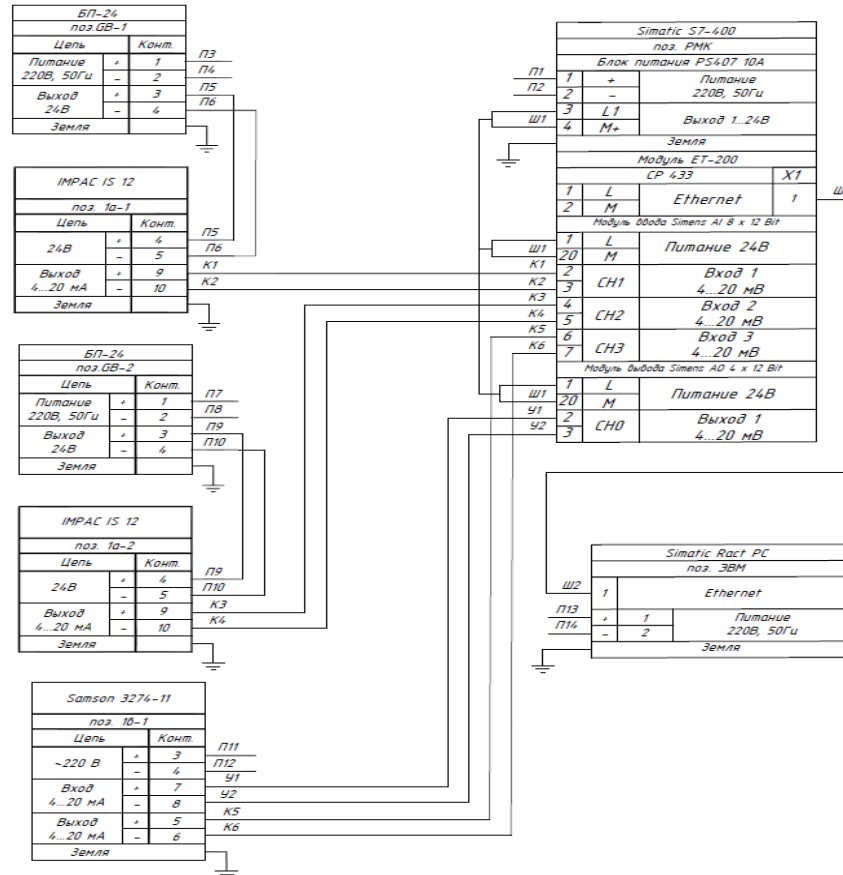 БП-24
поз.GB-1
Цепь Конт.
Питание 220В, 50Гц + 1 П3
− 2 П4
Выход 24В + 3 П5
− 4 П6
Земля
IMPAC IS 12
поз. 1а-1
Цепь Конт.
24В + 4 П5
− 5 П6
Выход 4...20 мА + 9 К1
− 10 К2
Земля
БП-24
поз.GB-2
Цепь Конт.
Питание 220В, 50Гц + 1 П7
− 2 П8
Выход 24В + 3 П9
− 4 П10
Земля
IMPAC IS 12
поз. 1а-2
Цепь Конт.
24В + 4 П9
− 5 П10
Выход 4...20 мА + 9 К3
− 10 К4
Земля
Samson 3274-11
поз. 1б-1
Цепь Конт.
~220 В + 3 П11
− 4 П12
Вход 4...20 мА + 7 У1
− 8 У2
Выход 4...20 мА + 5 К5
− 6 К6
Земля
Simatic S7-400
поз. РМК
Блок питания PS407 10А
П1 1 + Питание 220В, 50Гц
П2 2 −
3 L1 Выход 1...24В
Ш1 4 М+
Земля
Модуль ЕТ-200
СР 433 Х1
1 L Ethernet 1
2 M
Модуль ввода Simens AI 8 x 12 Bit
Ш1 1 L Питание 24В
20 M
К1 2 СН1 Вход 1
К2 3 4...20 мВ
К3 4 СН2 Вход 2
К4 5 4...20 мВ
К5 6 СН3 Вход 3
К6 7 4...20 мВ
Модуль вывода Simens АО 4 x 12 Bit
1 L Питание 24В
Ш1 20 M
У1 2 СН0 Выход 1
У2 3 4...20 мВ
Simatic Ract PC
поз. ЭВМ
Ш2 1 Ethernet
П13 + 1 Питание
П14 − 2 220В, 50Гц
Земля